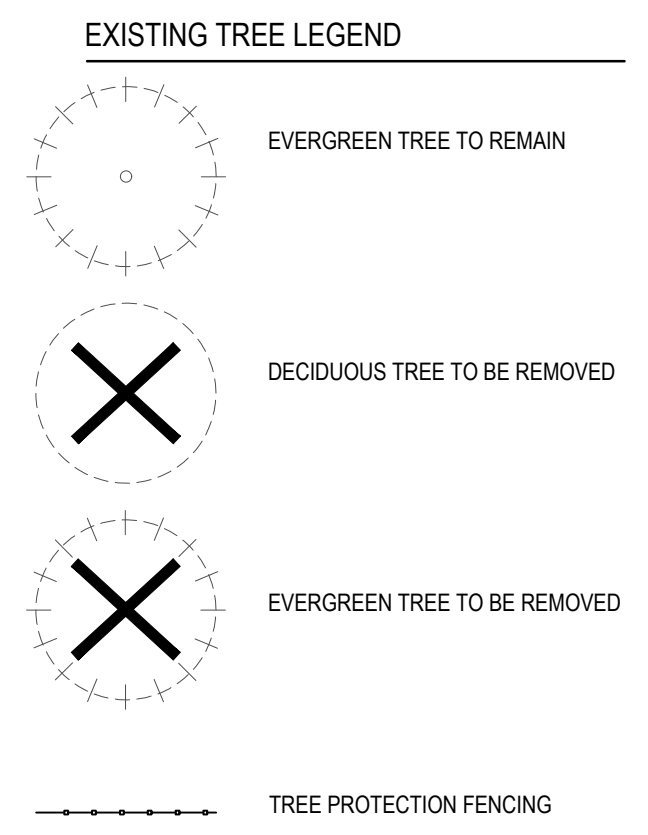 EXISTING TREE LEGEND
EVERGREEN TREE TO REMAIN
DECIDUOUS TREE TO BE REMOVED
EVERGREEN TREE TO BE REMOVED
TREE PROTECTION FENCING